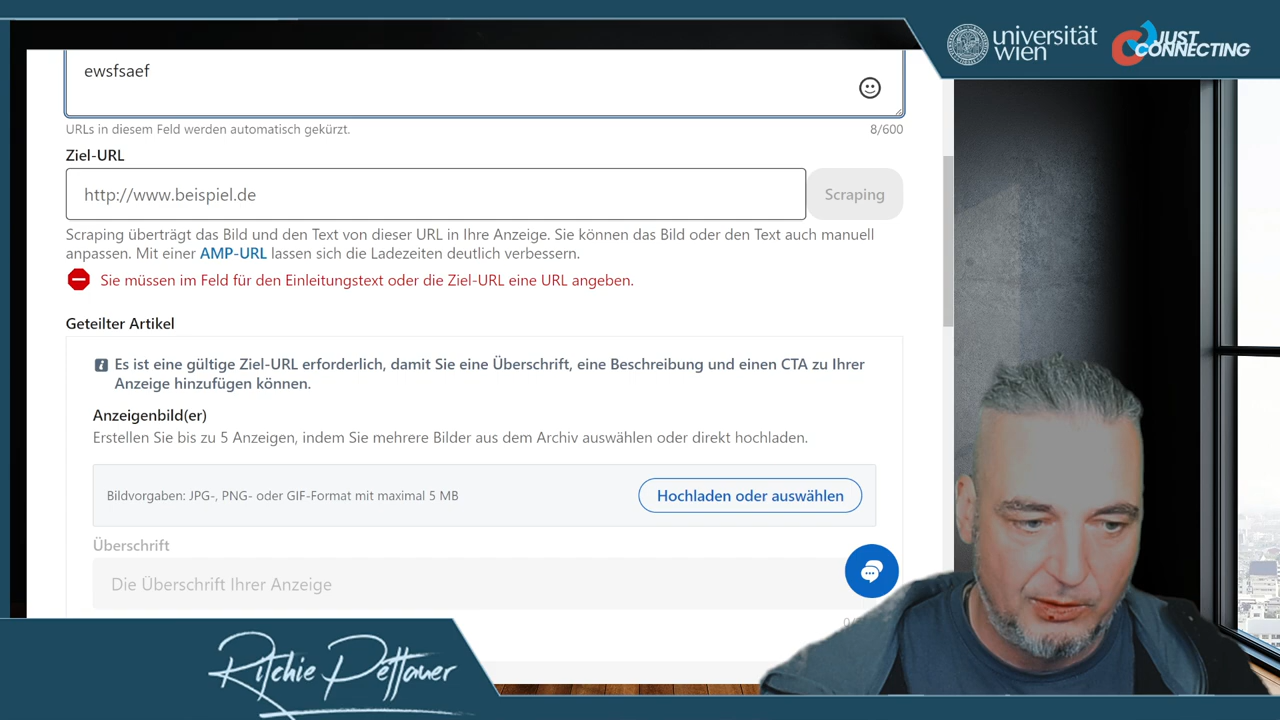 universität
wien
JUST
CONNECTING
ewsfsaef
URLs in diesem Feld werden automatisch gekürzt.
8/600
Ziel-URL
http://www.beispiel.de
Scraping
Scraping überträgt das Bild und den Text von dieser URL in Ihre Anzeige. Sie können das Bild oder den Text auch manuell
anpassen. Mit einer AMP-URL lassen sich die Ladezeiten deutlich verbessern.
Sie müssen im Feld für den Einleitungstext oder die Ziel-URL eine URL angeben.
Geteilter Artikel
Es ist eine gültige Ziel-URL erforderlich, damit Sie eine Überschrift, eine Beschreibung und einen CTA zu Ihrer
Anzeige hinzufügen können.
Anzeigenbild(er)
Erstellen Sie bis zu 5 Anzeigen, indem Sie mehrere Bilder aus dem Archiv auswählen oder direkt hochladen.
Bildvorgaben: JPG-, PNG- oder GIF-Format mit maximal 5 MB
Hochladen oder auswählen
Überschrift
Die Überschrift Ihrer Anzeige
Ritchie Pettauer